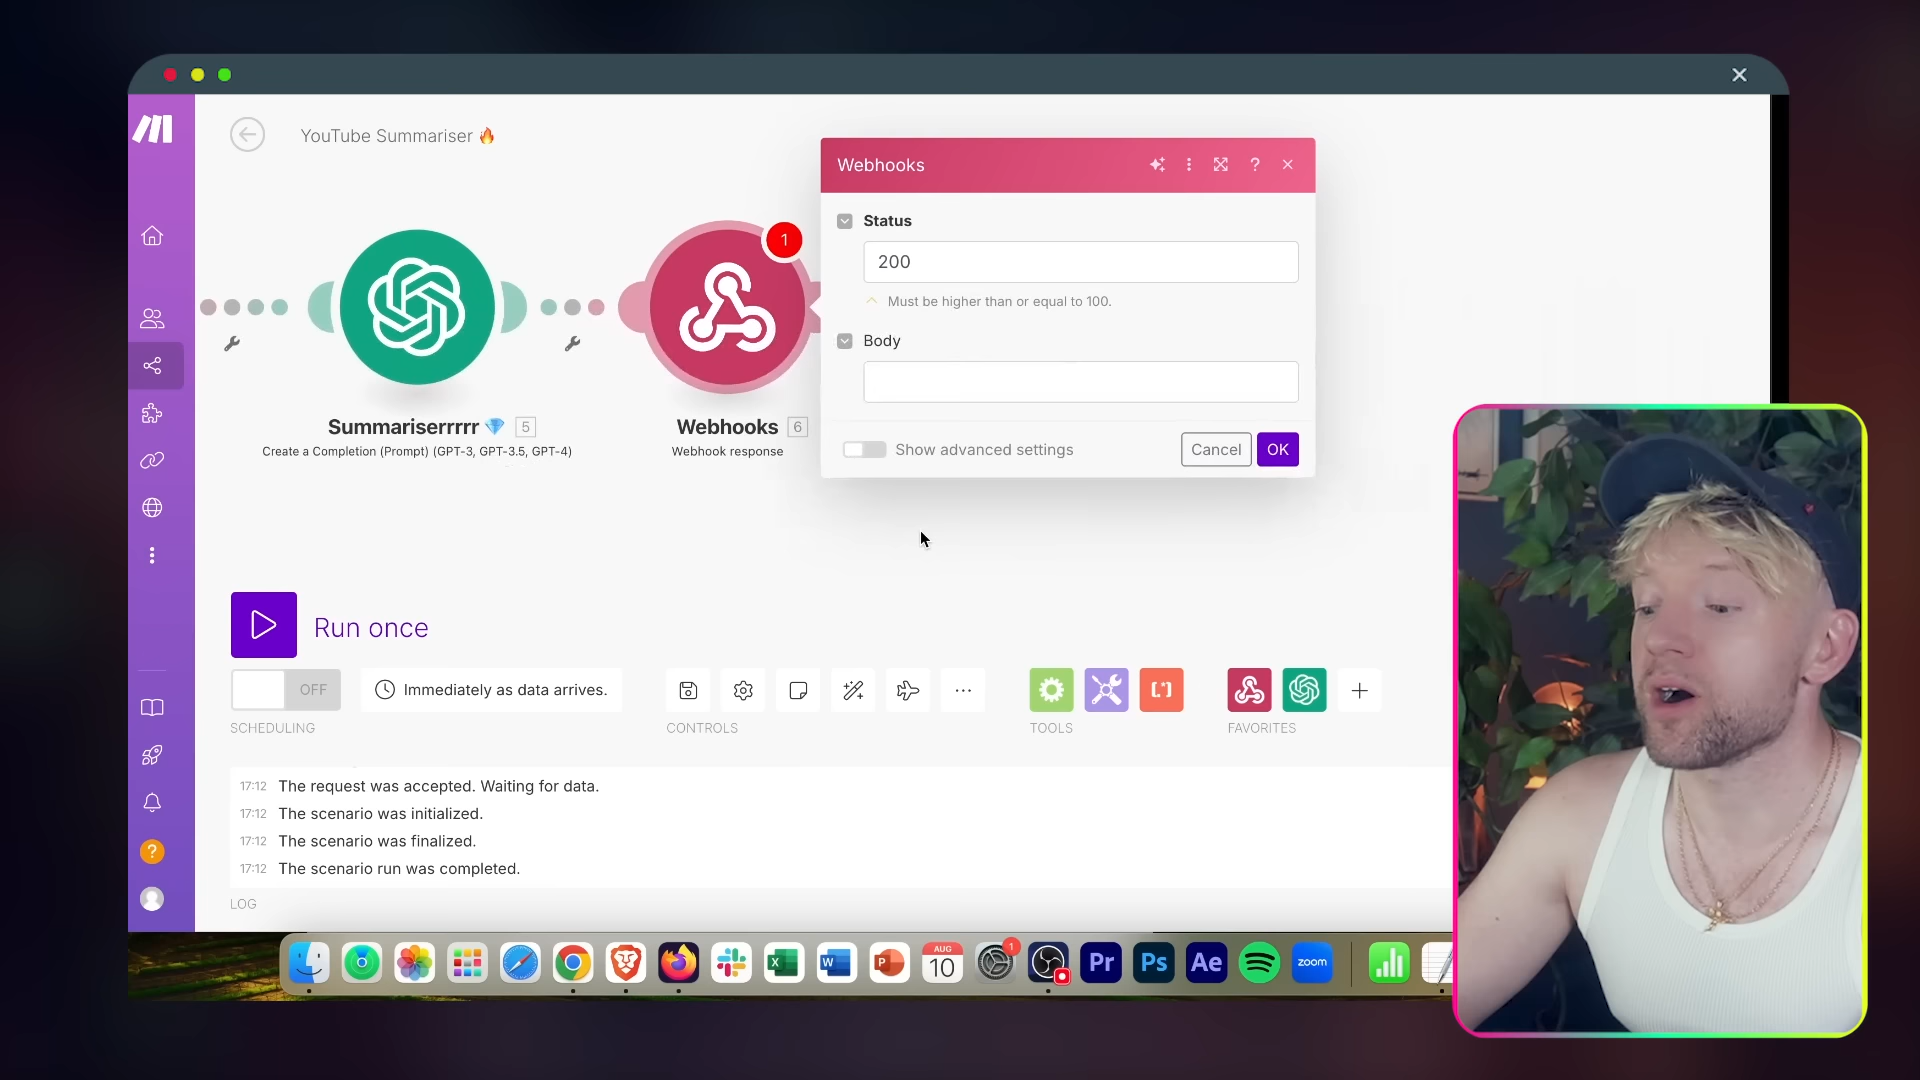 YouTube Summariser 🔥
Webhooks
Status
200
Must be higher than or equal to 100.
Body
Show advanced settings
Cancel
OK
1
Summariserrrrr 💎 5
Create a Completion (Prompt) (GPT-3, GPT-3.5, GPT-4)
Webhooks 6
Webhook response
Run once
OFF
Immediately as data arrives.
SCHEDULING
CONTROLS
TOOLS
FAVORITES
17:12 The request was accepted. Waiting for data.
17:12 The scenario was initialized.
17:12 The scenario was finalized.
17:12 The scenario run was completed.
LOG
AUG
10
1
X
W
P
Pr
Ps
Ae
zoom